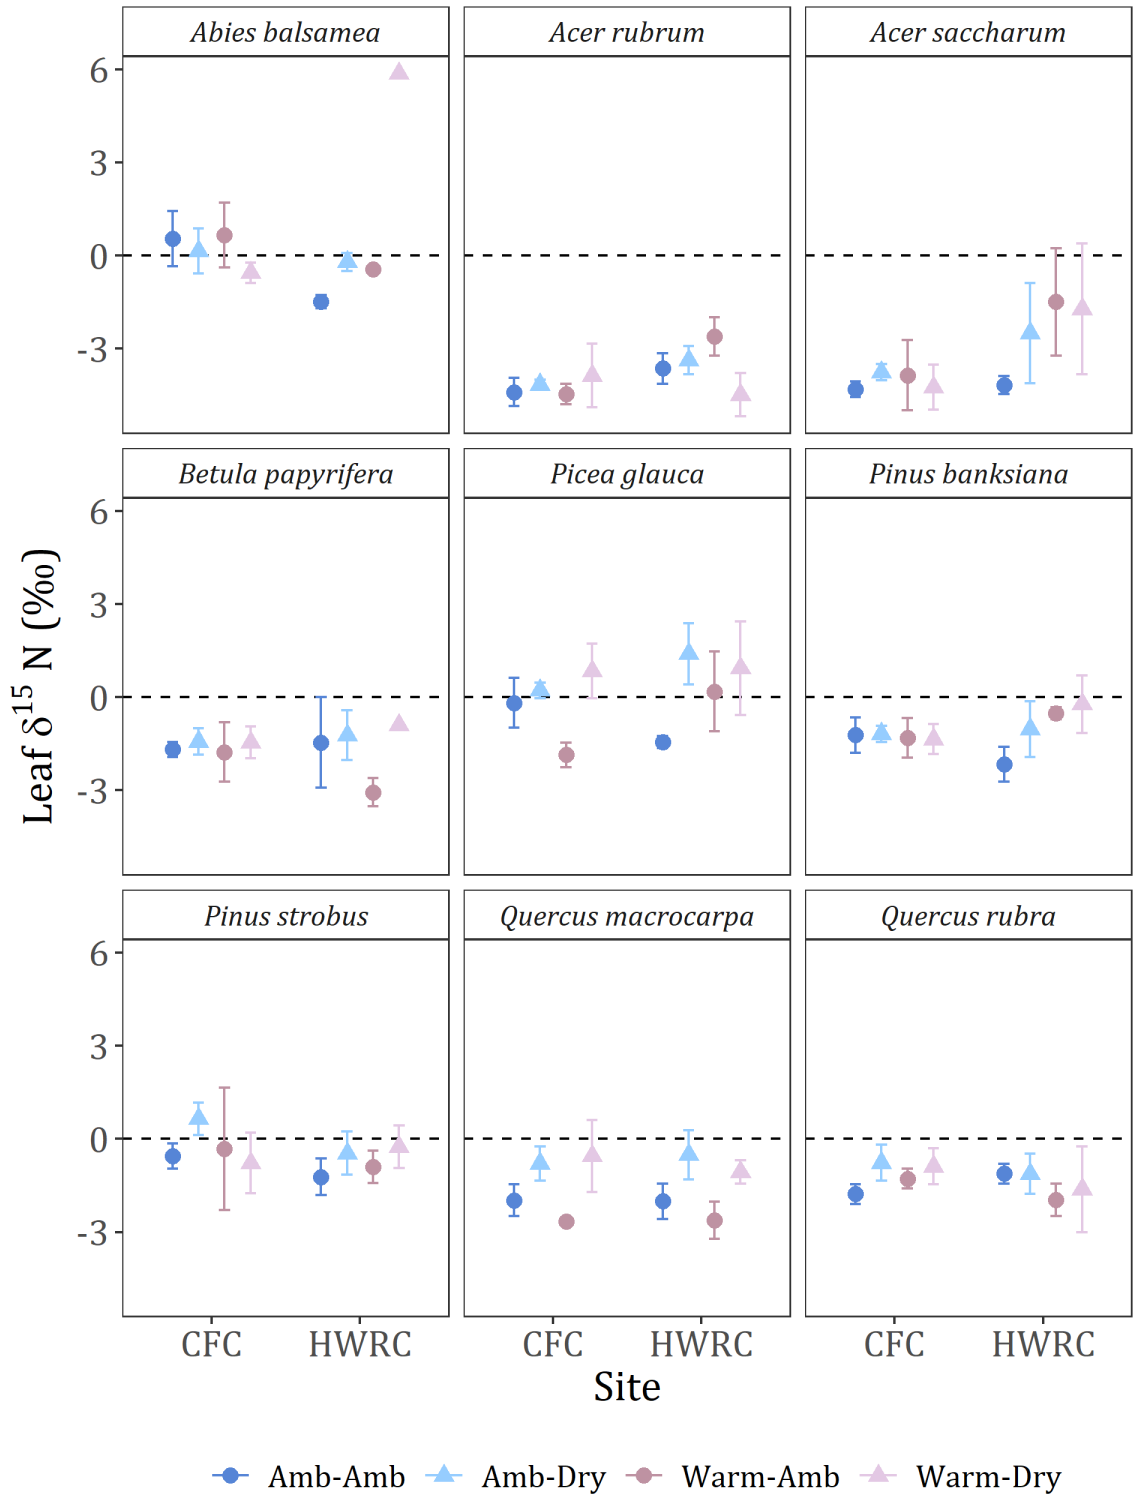 Abies balsamea
Acer rubrum
Acer saccharum
6
3
0
-3
Betula papyrifera
Picea glauca
Pinus banksiana
6
3
0
-3
Leaf δ¹⁵ N (‰)
Pinus strobus
Quercus macrocarpa
Quercus rubra
6
3
0
-3
CFC HWRC
CFC HWRC
CFC HWRC
Site
Amb-Amb Amb-Dry Warm-Amb Warm-Dry